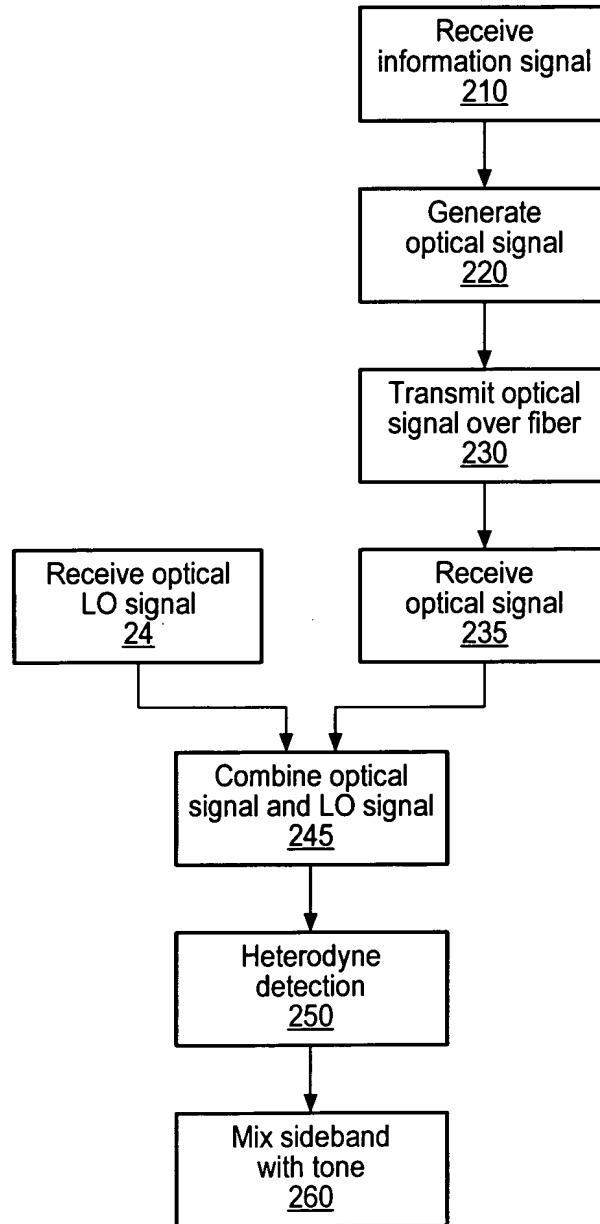 Receive
information signal
210
Generate
optical signal
220
Transmit optical
signal over fiber
230
Receive optical
LO signal
24
Receive
optical signal
235
Combine optical
signal and LO signal
245
Heterodyne
detection
250
Mix sideband
with tone
260